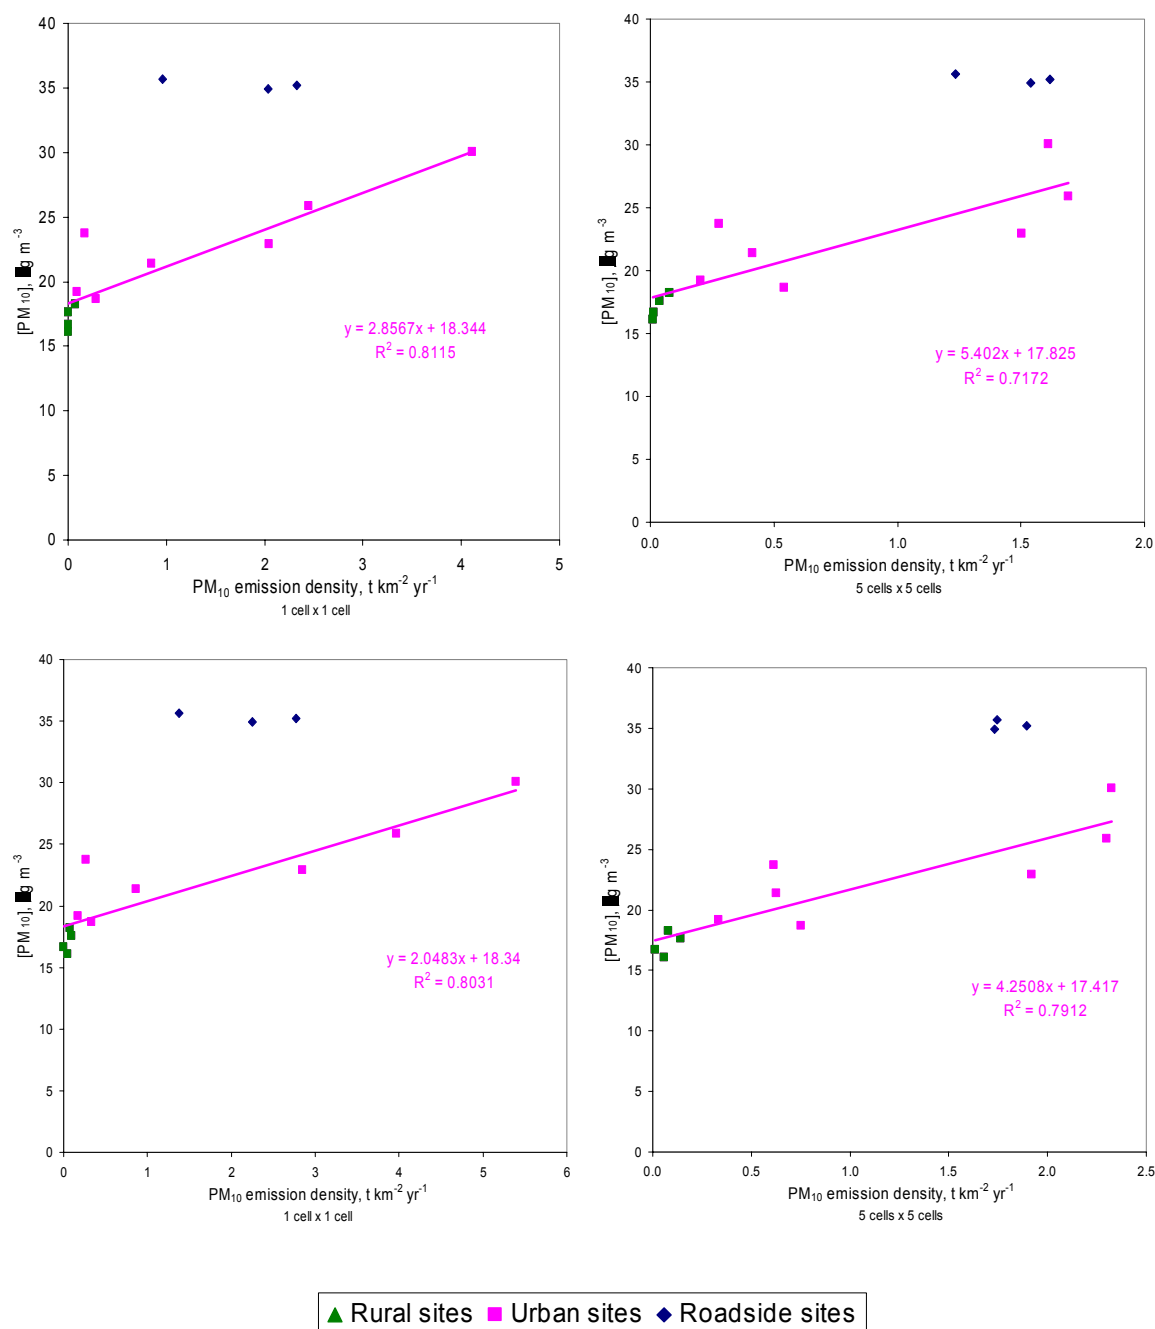 40
35
30
25
20
15
10
5
0
[PM10], █g m-3
y = 2.8567x + 18.344
R2 = 0.8115
0 1 2 3 4 5
PM10 emission density, t km-2 yr-1
1 cell x 1 cell
40
35
30
25
20
15
10
5
0
[PM10], █g m-3
y = 5.402x + 17.825
R2 = 0.7172
0.0 0.5 1.0 1.5 2.0
PM10 emission density, t km-2 yr-1
5 cells x 5 cells
40
35
30
25
20
15
10
5
0
[PM10], █g m-3
y = 2.0483x + 18.34
R2 = 0.8031
0 1 2 3 4 5 6
PM10 emission density, t km-2 yr-1
1 cell x 1 cell
40
35
30
25
20
15
10
5
0
[PM10], █g m-3
y = 4.2508x + 17.417
R2 = 0.7912
0.0 0.5 1.0 1.5 2.0 2.5
PM10 emission density, t km-2 yr-1
5 cells x 5 cells
Rural sites Urban sites Roadside sites